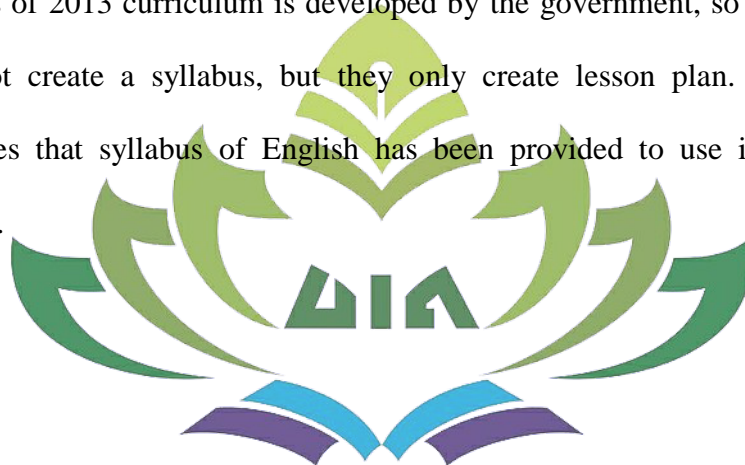 of 2013 curriculum is developed by the government, so
create a syllabus, but they only create lesson plan.
that syllabus of English has been provided to use
.
UIN